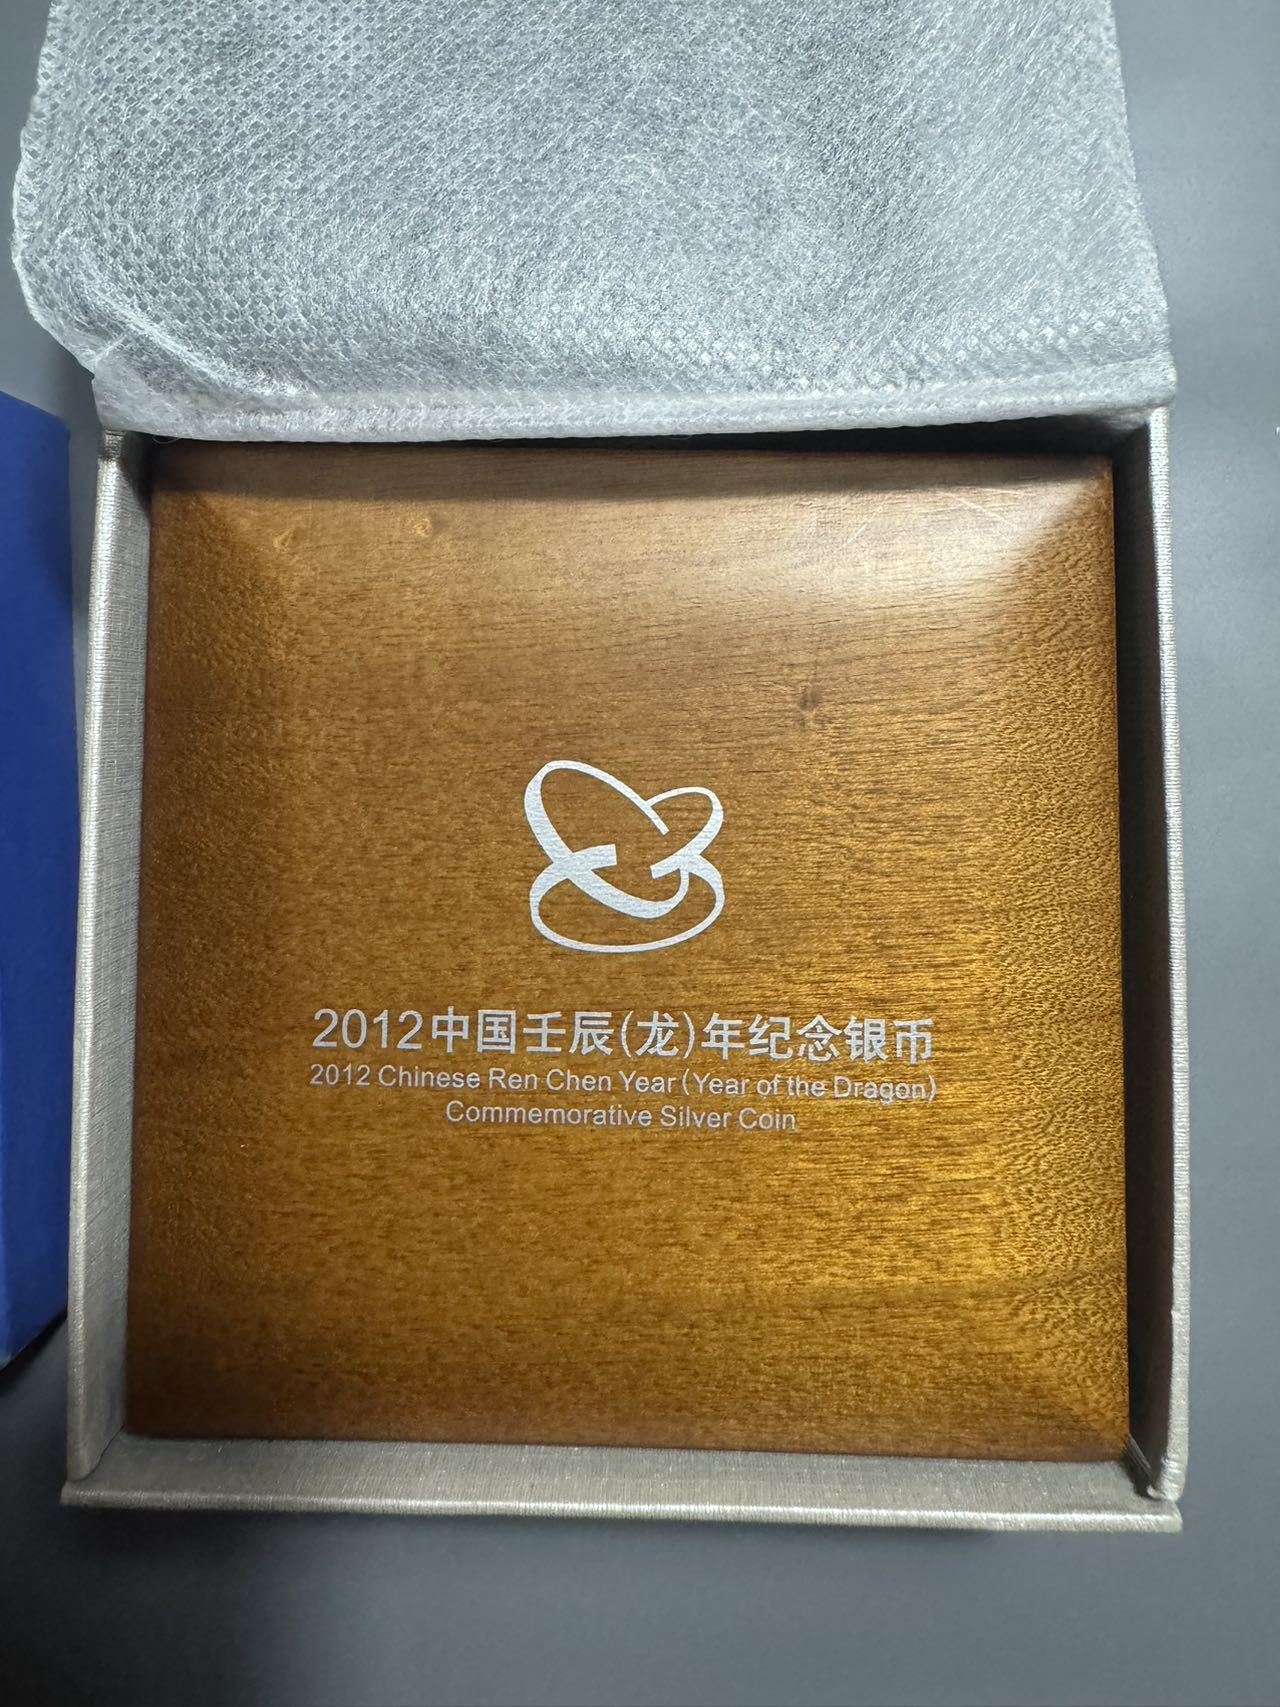 2012中国壬辰(龙)年纪念银币
2012 Chinese Ren Chen Year (Year of the Dragon)
Commemorative Silver Coin